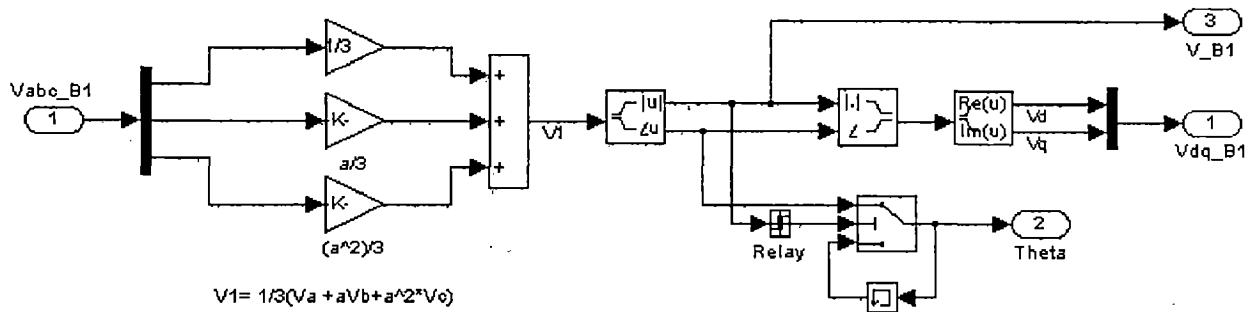 Vabc_B1
1
1/3
K-
a/3
K-
(a^2)/3
+
+
+
V1
|u|
∠u
|.|
∠
Re(u)
Im(u)
Vd
Vq
3
V_B1
1
Vdq_B1
Relay
2
Theta
V1= 1/3(Va +aVb+a^2*Vc)